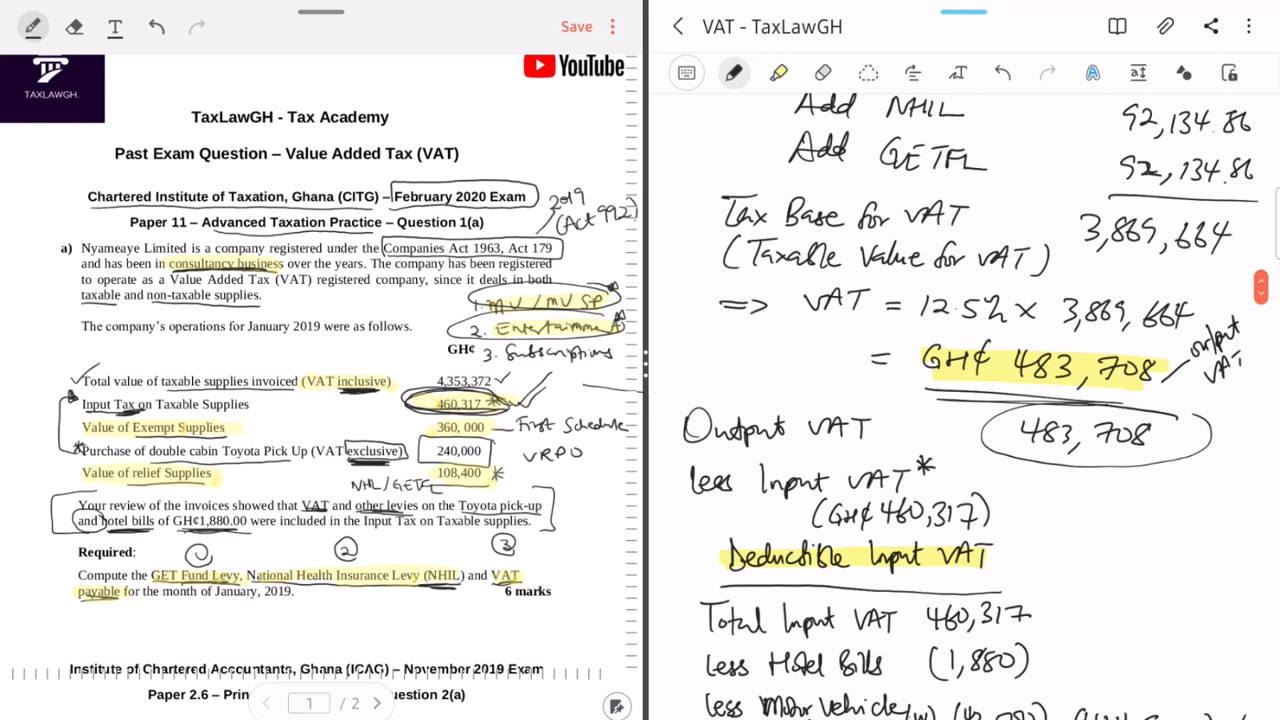 Save
TAXLAWGH.
YouTube
TaxLawGH - Tax Academy
Past Exam Question – Value Added Tax (VAT)
Chartered Institute of Taxation, Ghana (CITG) – February 2020 Exam
2019
(Act 992)
Paper 11 – Advanced Taxation Practice – Question 1(a)
a) Nyameaye Limited is a company registered under the Companies Act 1963, Act 179
and has been in consultancy business over the years. The company has been registered
to operate as a Value Added Tax (VAT) registered company, since it deals in both
taxable and non-taxable supplies.
1. MV/MV SP
2. Entertainment
The company's operations for January 2019 were as follows.
GH¢
3. Subscriptions
Total value of taxable supplies invoiced (VAT inclusive) 4,353,372
Input Tax on Taxable Supplies 460,317 *
Value of Exempt Supplies 360, 000 First Schedule
* Purchase of double cabin Toyota Pick Up (VAT exclusive) 240,000 VRPO
Value of relief Supplies 108,400 *
NHL/GETFL
Your review of the invoices showed that VAT and other levies on the Toyota pick-up
and hotel bills of GH¢1,880.00 were included in the Input Tax on Taxable supplies.
Required: 1 2 3
Compute the GET Fund Levy, National Health Insurance Levy (NHIL) and VAT
payable for the month of January, 2019. 6 marks
Institute of Chartered Accountants, Ghana (ICAG) – November 2019 Exam
1 / 2
VAT - TaxLawGH
Add NHIL 92,134.86
Add GETFL 92,134.86
Tax Base for VAT 3,869,664
(Taxable Value for VAT)
=> VAT = 12.5% × 3,869,664
= GH¢ 483,708
output
VAT
Output VAT 483,708
less Input VAT*
(GH¢ 460,317)
Deductible Input VAT
Total Input VAT 460,317
less Hotel Bills (1,880)
less Motor Vehicle